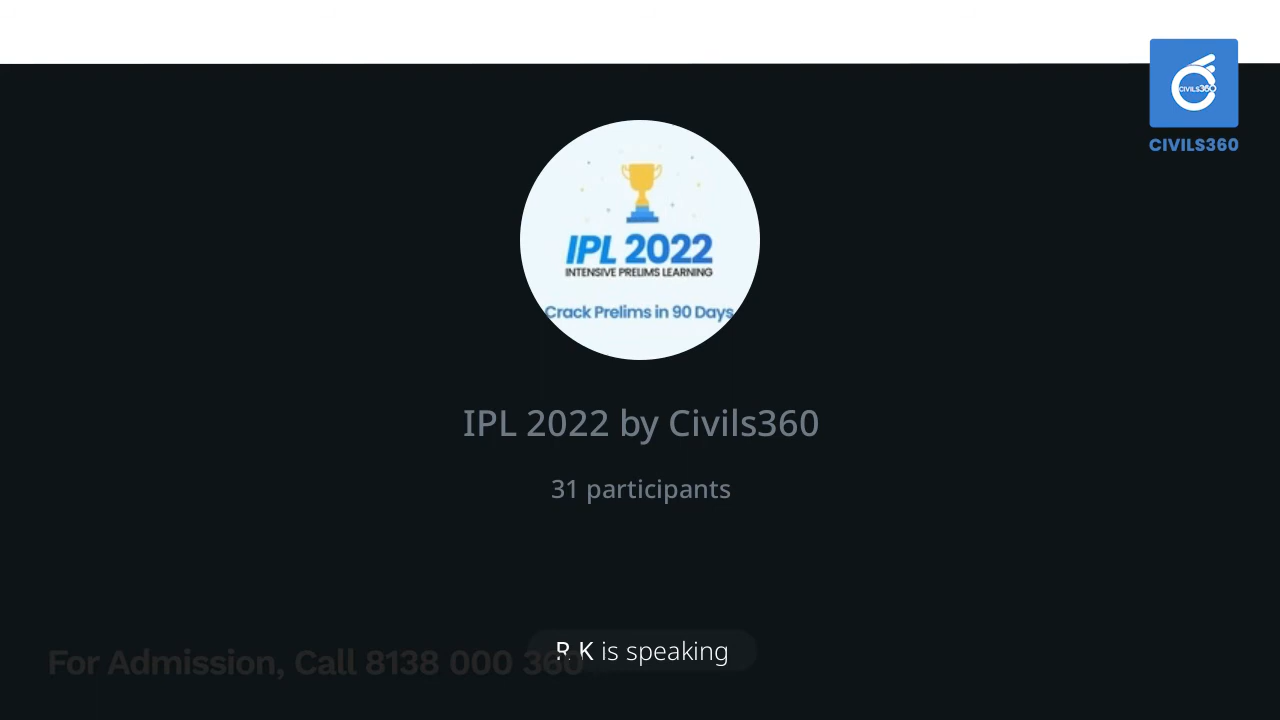 CIVILS360
CIVILS360
IPL 2022
INTENSIVE PRELIMS LEARNING
Crack Prelims in 90 Days
IPL 2022 by Civils360
31 participants
R K is speaking
For Admission, Call 8138 000 360